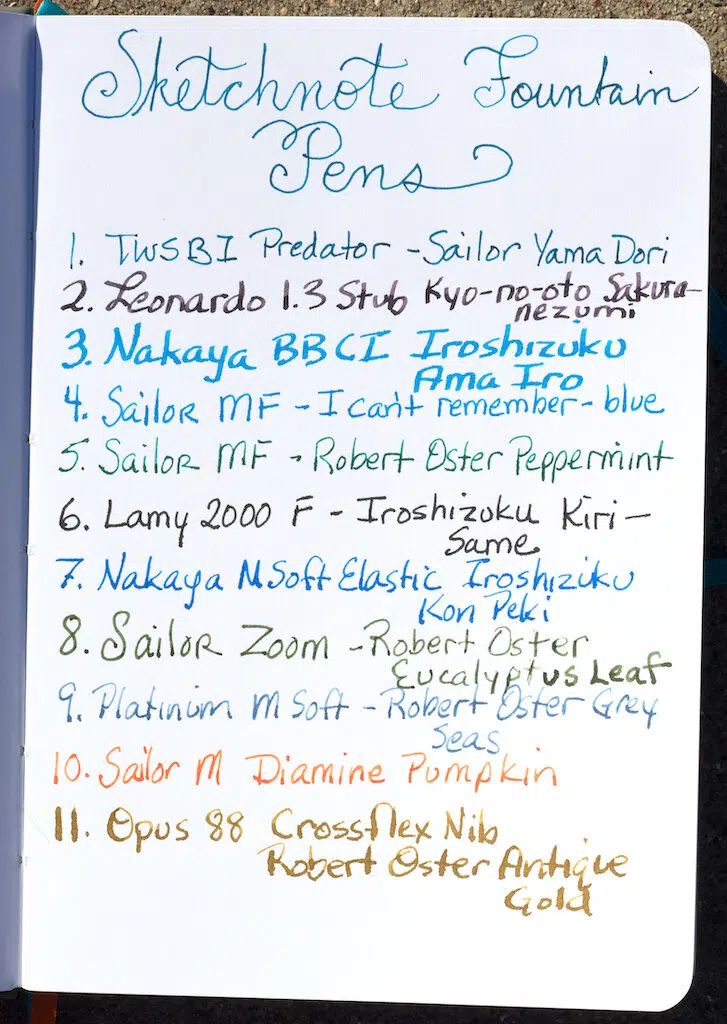 Sketchnote Fountain
Pens
1. TWSBI Predator - Sailor Yama Dori
2. Leonardo 1.3 Stub Kyo-no-oto Sakura-
nezumi
3. Nakaya BBCI Iroshizuku
Ama Iro
4. Sailor MF - I can't remember - blue
5. Sailor MF - Robert Oster Peppermint
6. Lamy 2000 F - Iroshizuku Kiri-
Same
7. Nakaya M Soft Elastic Iroshiziku
Kon Peki
8. Sailor Zoom - Robert Oster
Eucalyptus Leaf
9. Platinum M Soft - Robert Oster Grey
Seas
10. Sailor M Diamine Pumpkin
11. Opus 88 Crossflex Nib
Robert Oster Antique
Gold